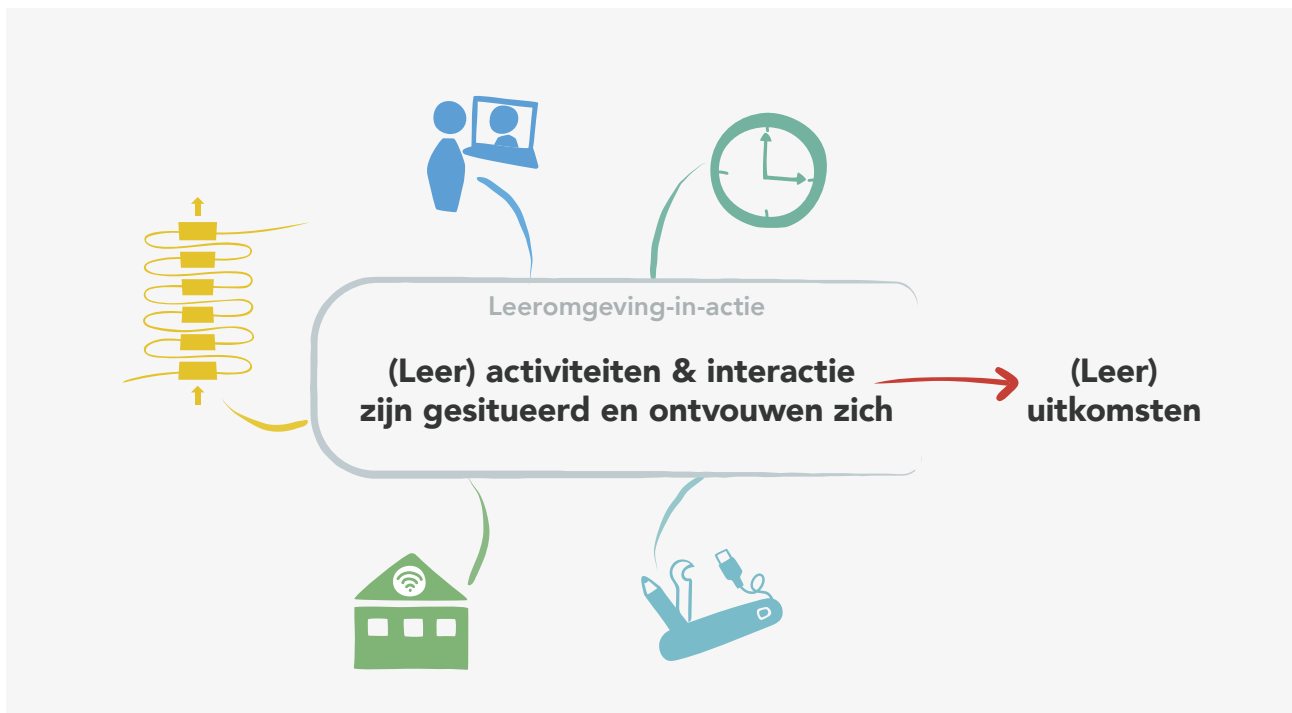 Leeromgeving-in-actie
(Leer) activiteiten & interactie
zijn gesitueerd en ontvouwen zich
(Leer)
uitkomsten